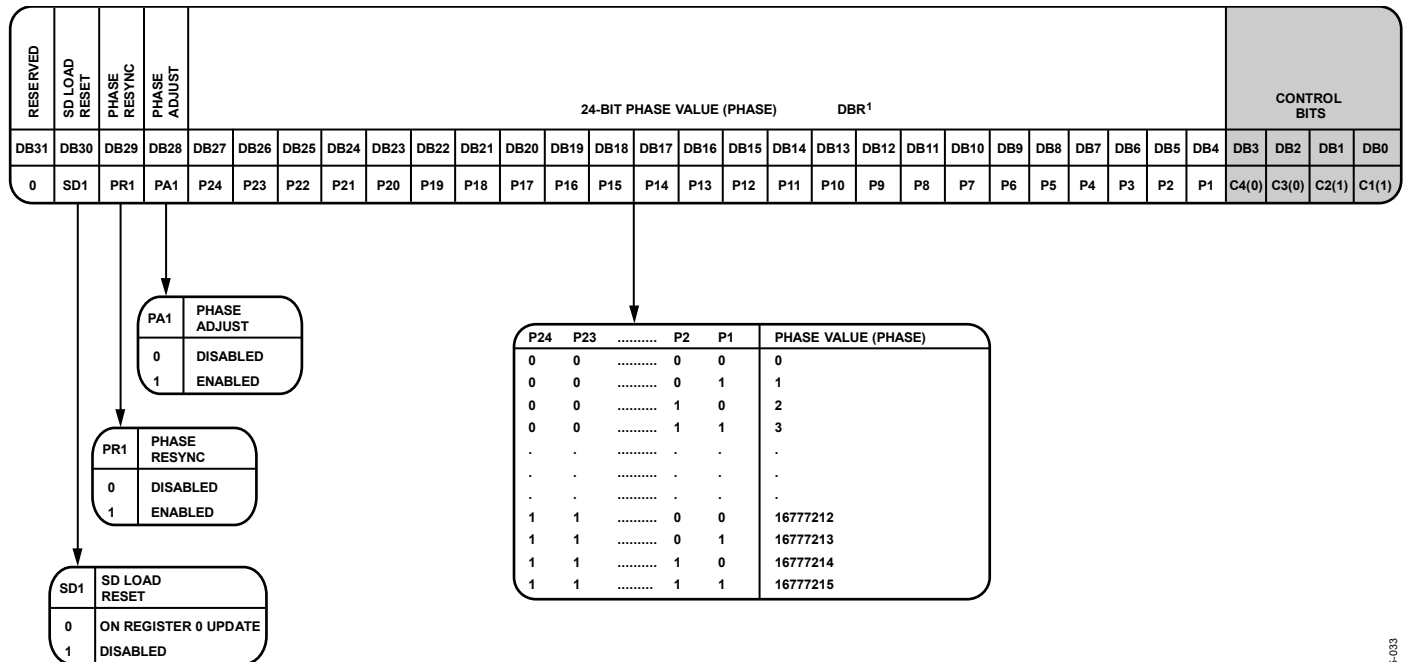 RESERVED
SD LOAD
RESET
PHASE
RESYNC
PHASE
ADJUST
24-BIT PHASE VALUE (PHASE) DBR1
CONTROL
BITS
DB31 DB30 DB29 DB28 DB27 DB26 DB25 DB24 DB23 DB22 DB21 DB20 DB19 DB18 DB17 DB16 DB15 DB14 DB13 DB12 DB11 DB10 DB9 DB8 DB7 DB6 DB5 DB4 DB3 DB2 DB1 DB0
0 SD1 PR1 PA1 P24 P23 P22 P21 P20 P19 P18 P17 P16 P15 P14 P13 P12 P11 P10 P9 P8 P7 P6 P5 P4 P3 P2 P1 C4(0) C3(0) C2(1) C1(1)
PA1 PHASE
ADJUST
0 DISABLED
1 ENABLED
PR1 PHASE
RESYNC
0 DISABLED
1 ENABLED
SD1 SD LOAD
RESET
0 ON REGISTER 0 UPDATE
1 DISABLED
P24 P23 .......... P2 P1 PHASE VALUE (PHASE)
0 0 .......... 0 0 0
0 0 .......... 0 1 1
0 0 .......... 1 0 2
0 0 .......... 1 1 3
. . .......... . . .
. . .......... . . .
. . .......... . . .
1 1 .......... 0 0 16777212
1 1 .......... 0 1 16777213
1 1 .......... 1 0 16777214
1 1 ......... 1 1 16777215